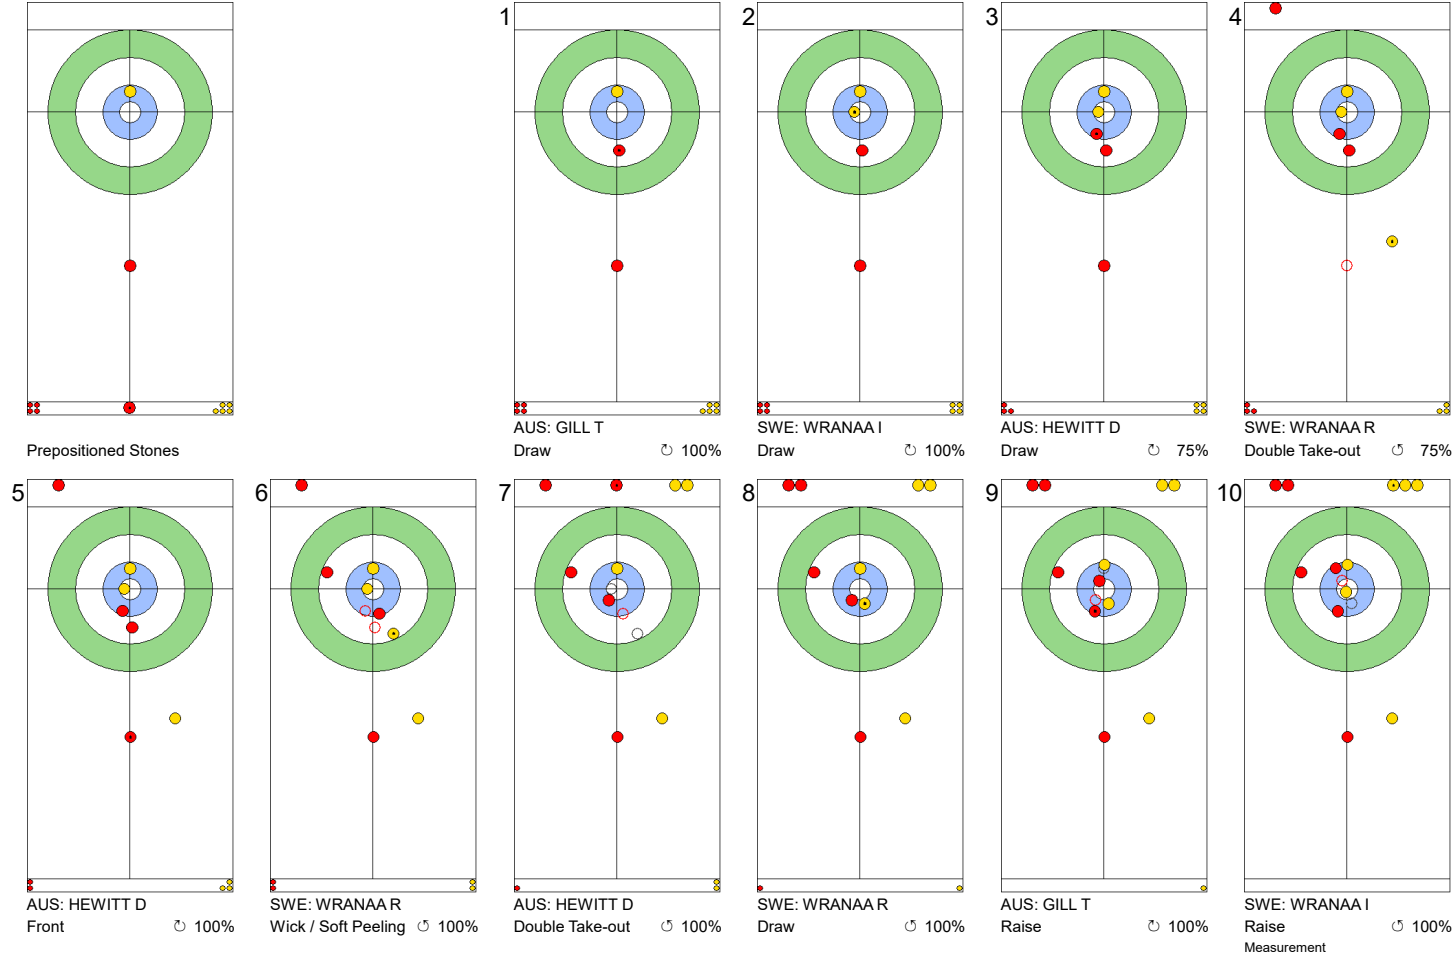 Prepositioned Stones
1
AUS: GILL T
Draw ↻ 100%
2
SWE: WRANAA I
Draw ↻ 100%
3
AUS: HEWITT D
Draw ↻ 75%
4
SWE: WRANAA R
Double Take-out ↺ 75%
5
AUS: HEWITT D
Front ↻ 100%
6
SWE: WRANAA R
Wick / Soft Peeling ↺ 100%
7
AUS: HEWITT D
Double Take-out ↺ 100%
8
SWE: WRANAA R
Draw ↺ 100%
9
AUS: GILL T
Raise ↻ 100%
10
SWE: WRANAA I
Raise ↺ 100%
Measurement